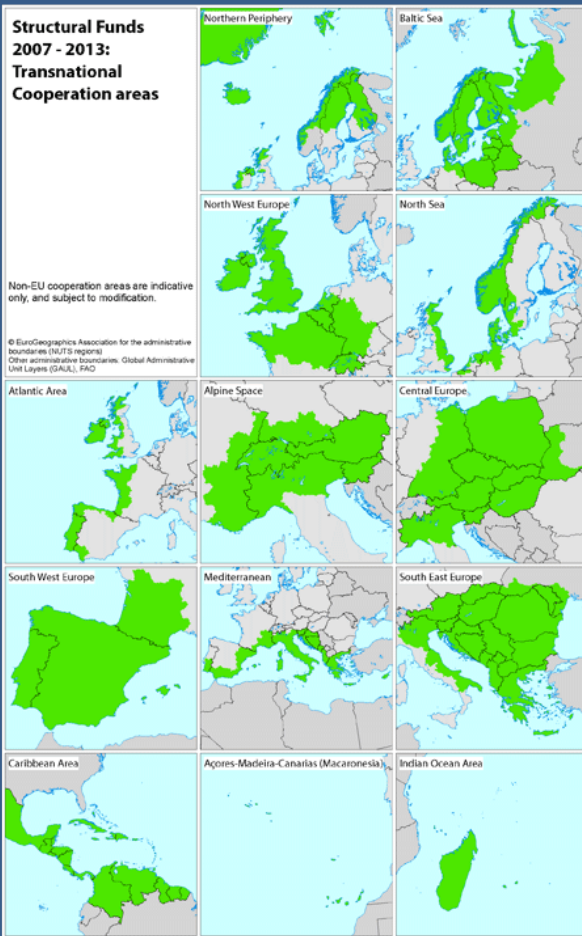 Structural Funds
2007 - 2013:
Transnational
Cooperation areas
Non-EU cooperation areas are indicative
only, and subject to modification.
© EuroGeographics Association for the administrative
boundaries (NUTS regions)
Other administrative boundaries: Global Administrative
Unit Layers (GAUL), FAO
Northern Periphery
Baltic Sea
North West Europe
North Sea
Atlantic Area
Alpine Space
Central Europe
South West Europe
Mediterranean
South East Europe
Caribbean Area
Açores-Madeira-Canarias (Macaronesia)
Indian Ocean Area